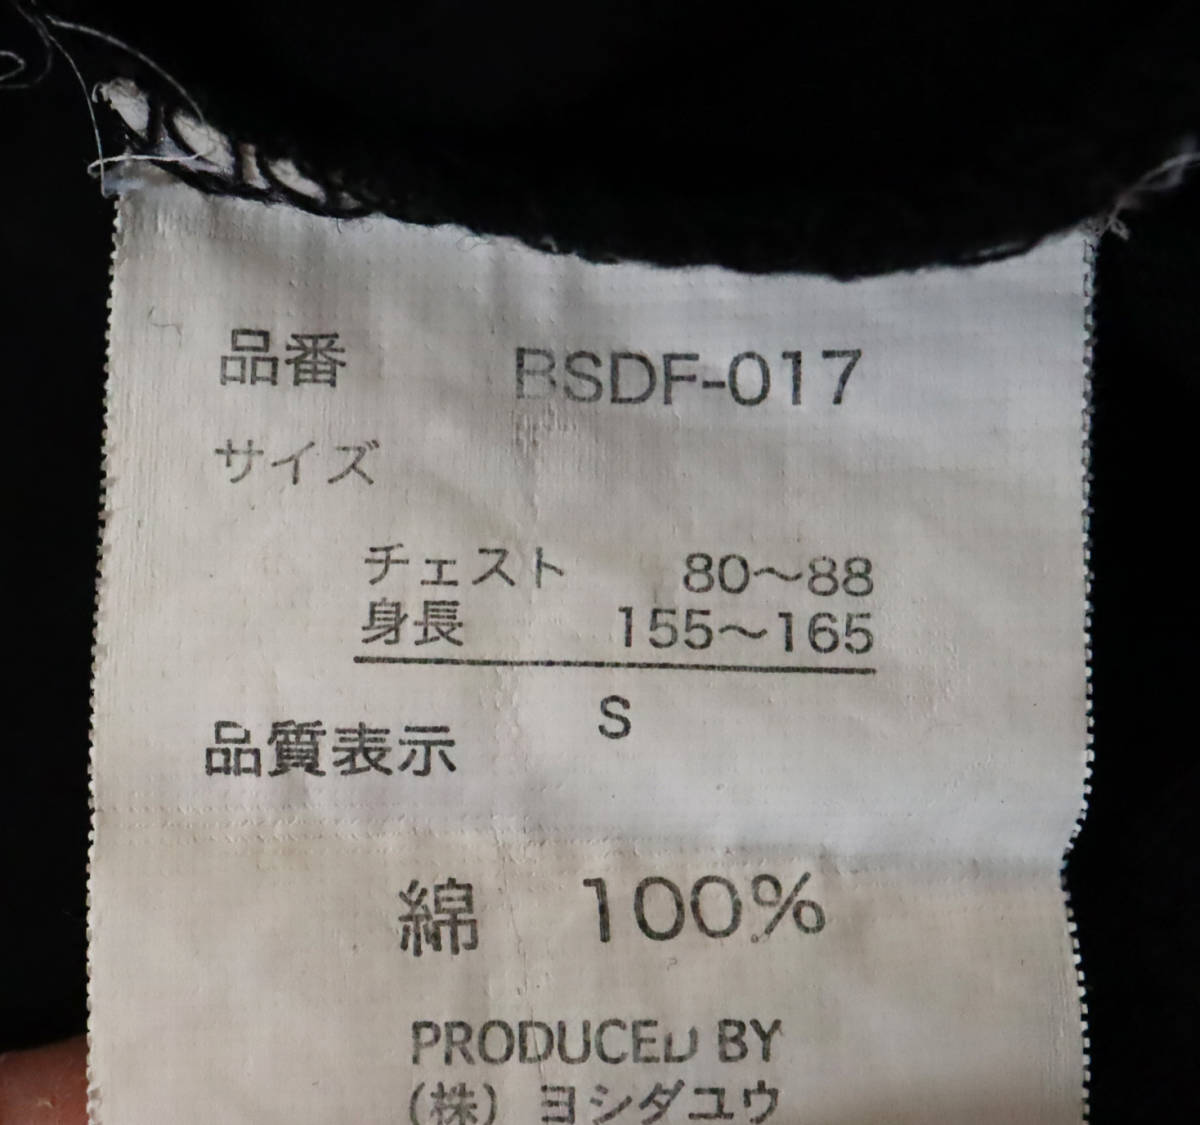 品番 BSDF-017
サイズ
チェスト 80〜88
身長 155〜165
S
品質表示
綿 100%
PRODUCED BY
(株) ヨシダユウ